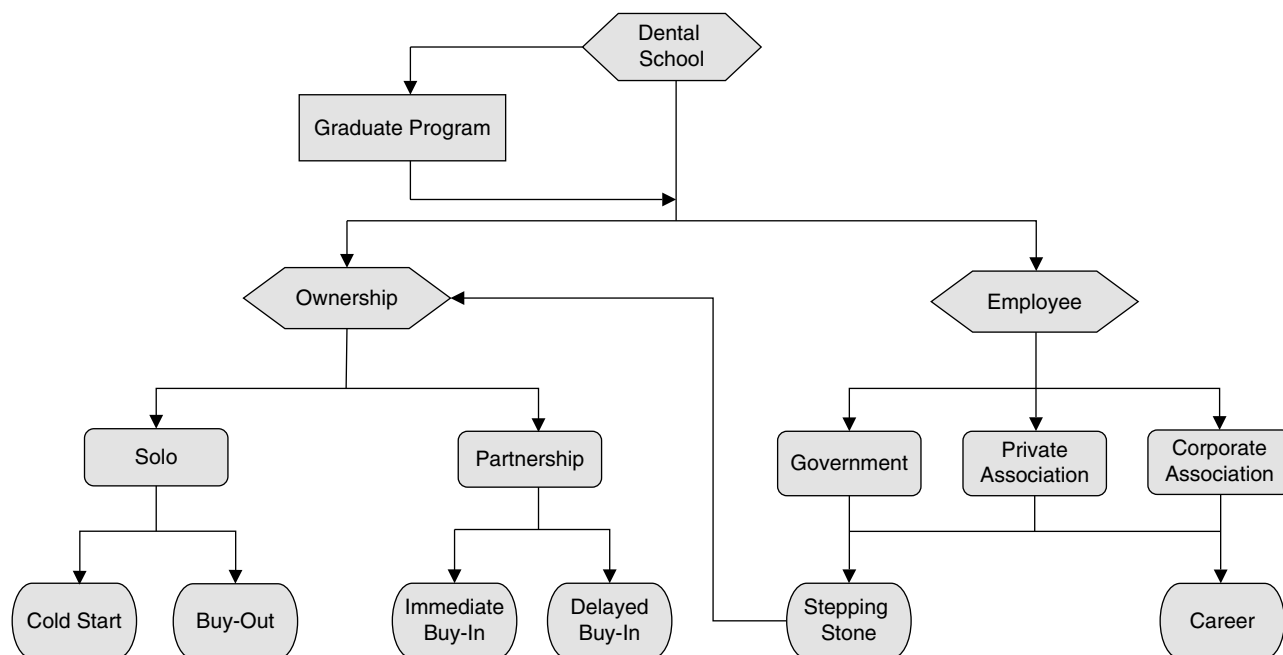 Dental
School
Graduate Program
Ownership
Employee
Solo
Partnership
Government
Private
Association
Corporate
Association
Cold Start
Buy-Out
Immediate
Buy-In
Delayed
Buy-In
Stepping
Stone
Career